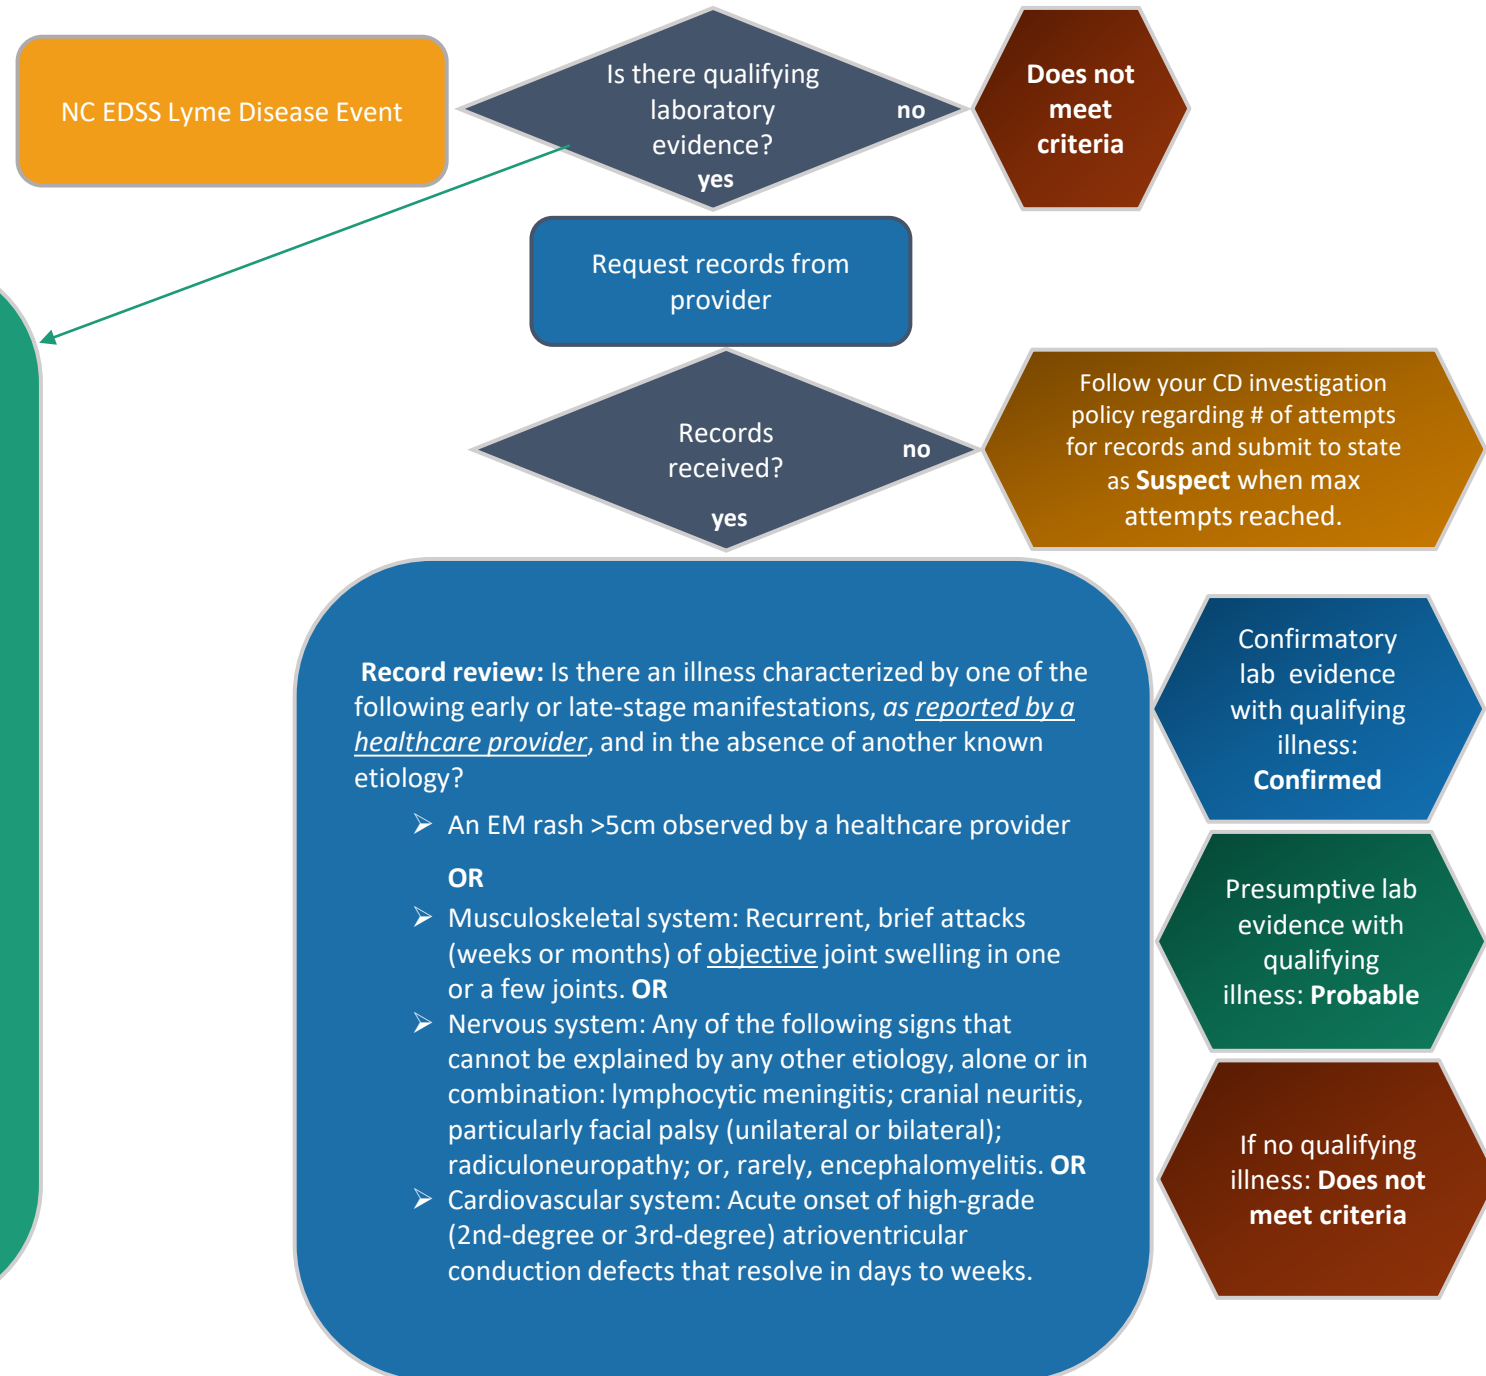 NC EDSS Lyme Disease Event
Is there qualifying
laboratory
evidence?
no
yes
Does not
meet
criteria
Request records from
provider
Records
received?
no
yes
Follow your CD investigation
policy regarding # of attempts
for records and submit to state
as Suspect when max
attempts reached.
Record review: Is there an illness characterized by one of the
following early or late-stage manifestations, as reported by a
healthcare provider, and in the absence of another known
etiology?
➢ An EM rash >5cm observed by a healthcare provider
OR
➢ Musculoskeletal system: Recurrent, brief attacks
(weeks or months) of objective joint swelling in one
or a few joints. OR
➢ Nervous system: Any of the following signs that
cannot be explained by any other etiology, alone or in
combination: lymphocytic meningitis; cranial neuritis,
particularly facial palsy (unilateral or bilateral);
radiculoneuropathy; or, rarely, encephalomyelitis. OR
➢ Cardiovascular system: Acute onset of high-grade
(2nd-degree or 3rd-degree) atrioventricular
conduction defects that resolve in days to weeks.
Confirmatory
lab evidence
with qualifying
illness:
Confirmed
Presumptive lab
evidence with
qualifying
illness: Probable
If no qualifying
illness: Does not
meet criteria